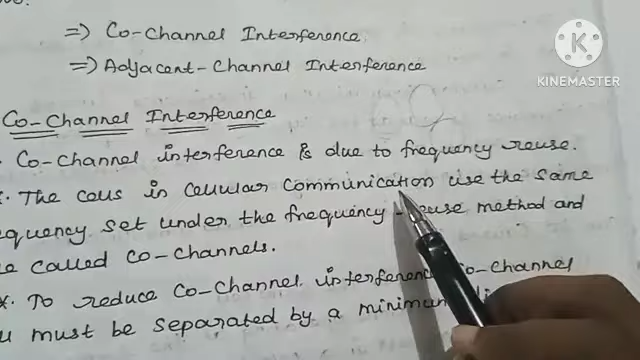 => Co-Channel Interference
=> Adjacent-Channel Interference
KINEMASTER
Co-Channel Interference
Co-Channel interference is due to frequency reuse.
The cells in cellular communication use the same
equency set under the frequency - reuse method and
e called co-channels.
*. To reduce co-channel interference, co-channel
must be separated by a minimum